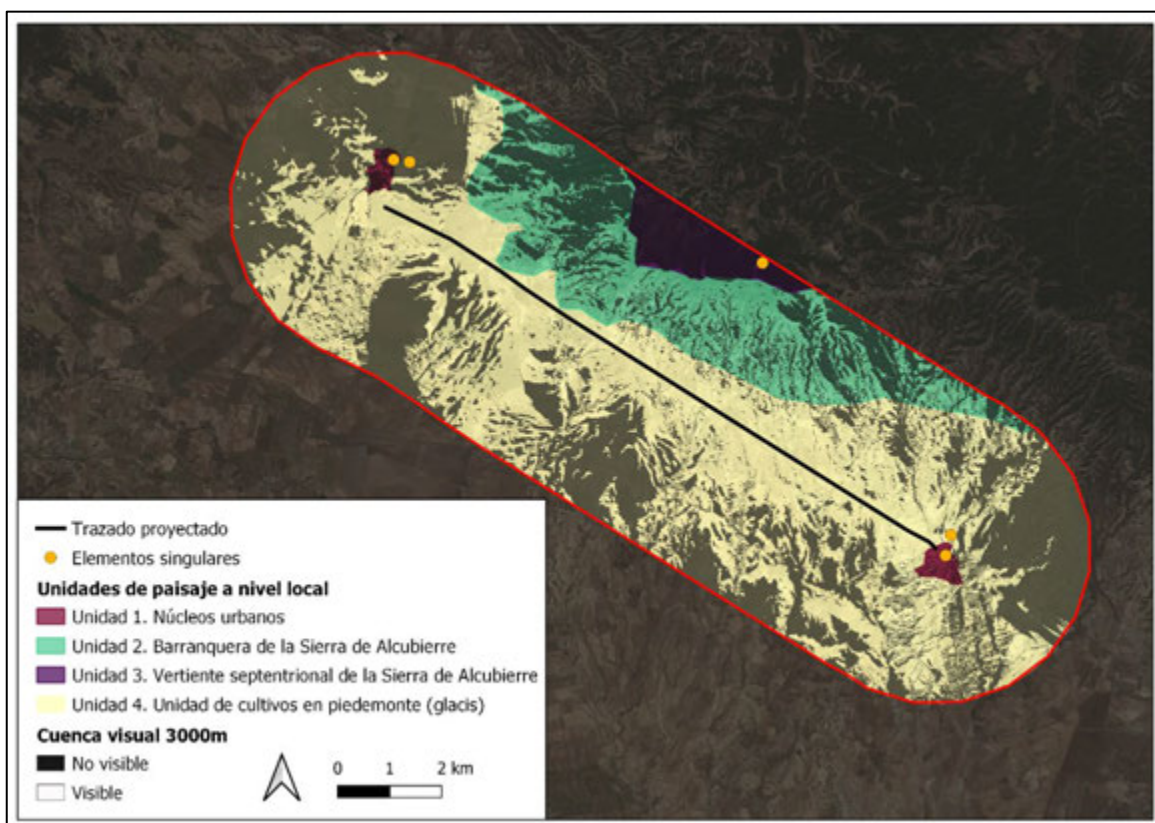 Trazado proyectado
Elementos singulares
Unidades de paisaje a nivel local
Unidad 1. Núcleos urbanos
Unidad 2. Barranquera de la Sierra de Alcubierre
Unidad 3. Vertiente septentrional de la Sierra de Alcubierre
Unidad 4. Unidad de cultivos en piedemonte (glacis)
Cuenca visual 3000m
No visible
Visible
0 1 2 km